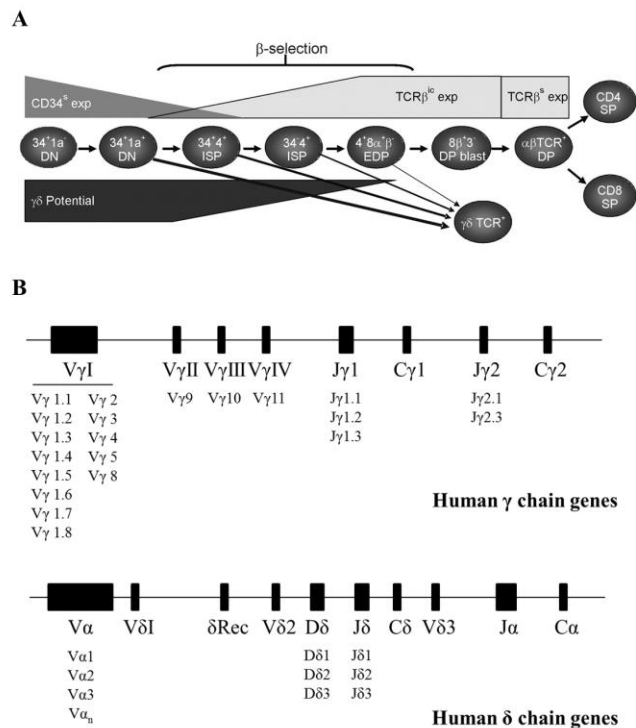 A
β-selection
CD34ˢ exp
TCRβⁱᶜ exp
TCRβˢ exp
34⁺1a⁻
DN
34⁺1a⁺
DN
34⁺4⁺
ISP
34⁻4⁺
ISP
4⁺8α⁺β⁻
EDP
8β⁺3⁻
DP blast
αβTCR⁺
DP
CD4
SP
CD8
SP
γδ Potential
γδ TCR⁺
B
VγI VγII VγIII VγIV Jγ1 Cγ1 Jγ2 Cγ2
Vγ 1.1 Vγ 2 Vγ9 Vγ10 Vγ11 Jγ1.1 Jγ2.1
Vγ 1.2 Vγ 3 Jγ1.2 Jγ2.3
Vγ 1.3 Vγ 4 Jγ1.3
Vγ 1.4 Vγ 5
Vγ 1.5 Vγ 8
Vγ 1.6
Vγ 1.7
Vγ 1.8
Human γ chain genes
Vα VδI δRec Vδ2 Dδ Jδ Cδ Vδ3 Jα Cα
Vα1 Dδ1 Jδ1
Vα2 Dδ2 Jδ2
Vα3 Dδ3 Jδ3
Vαₙ
Human δ chain genes